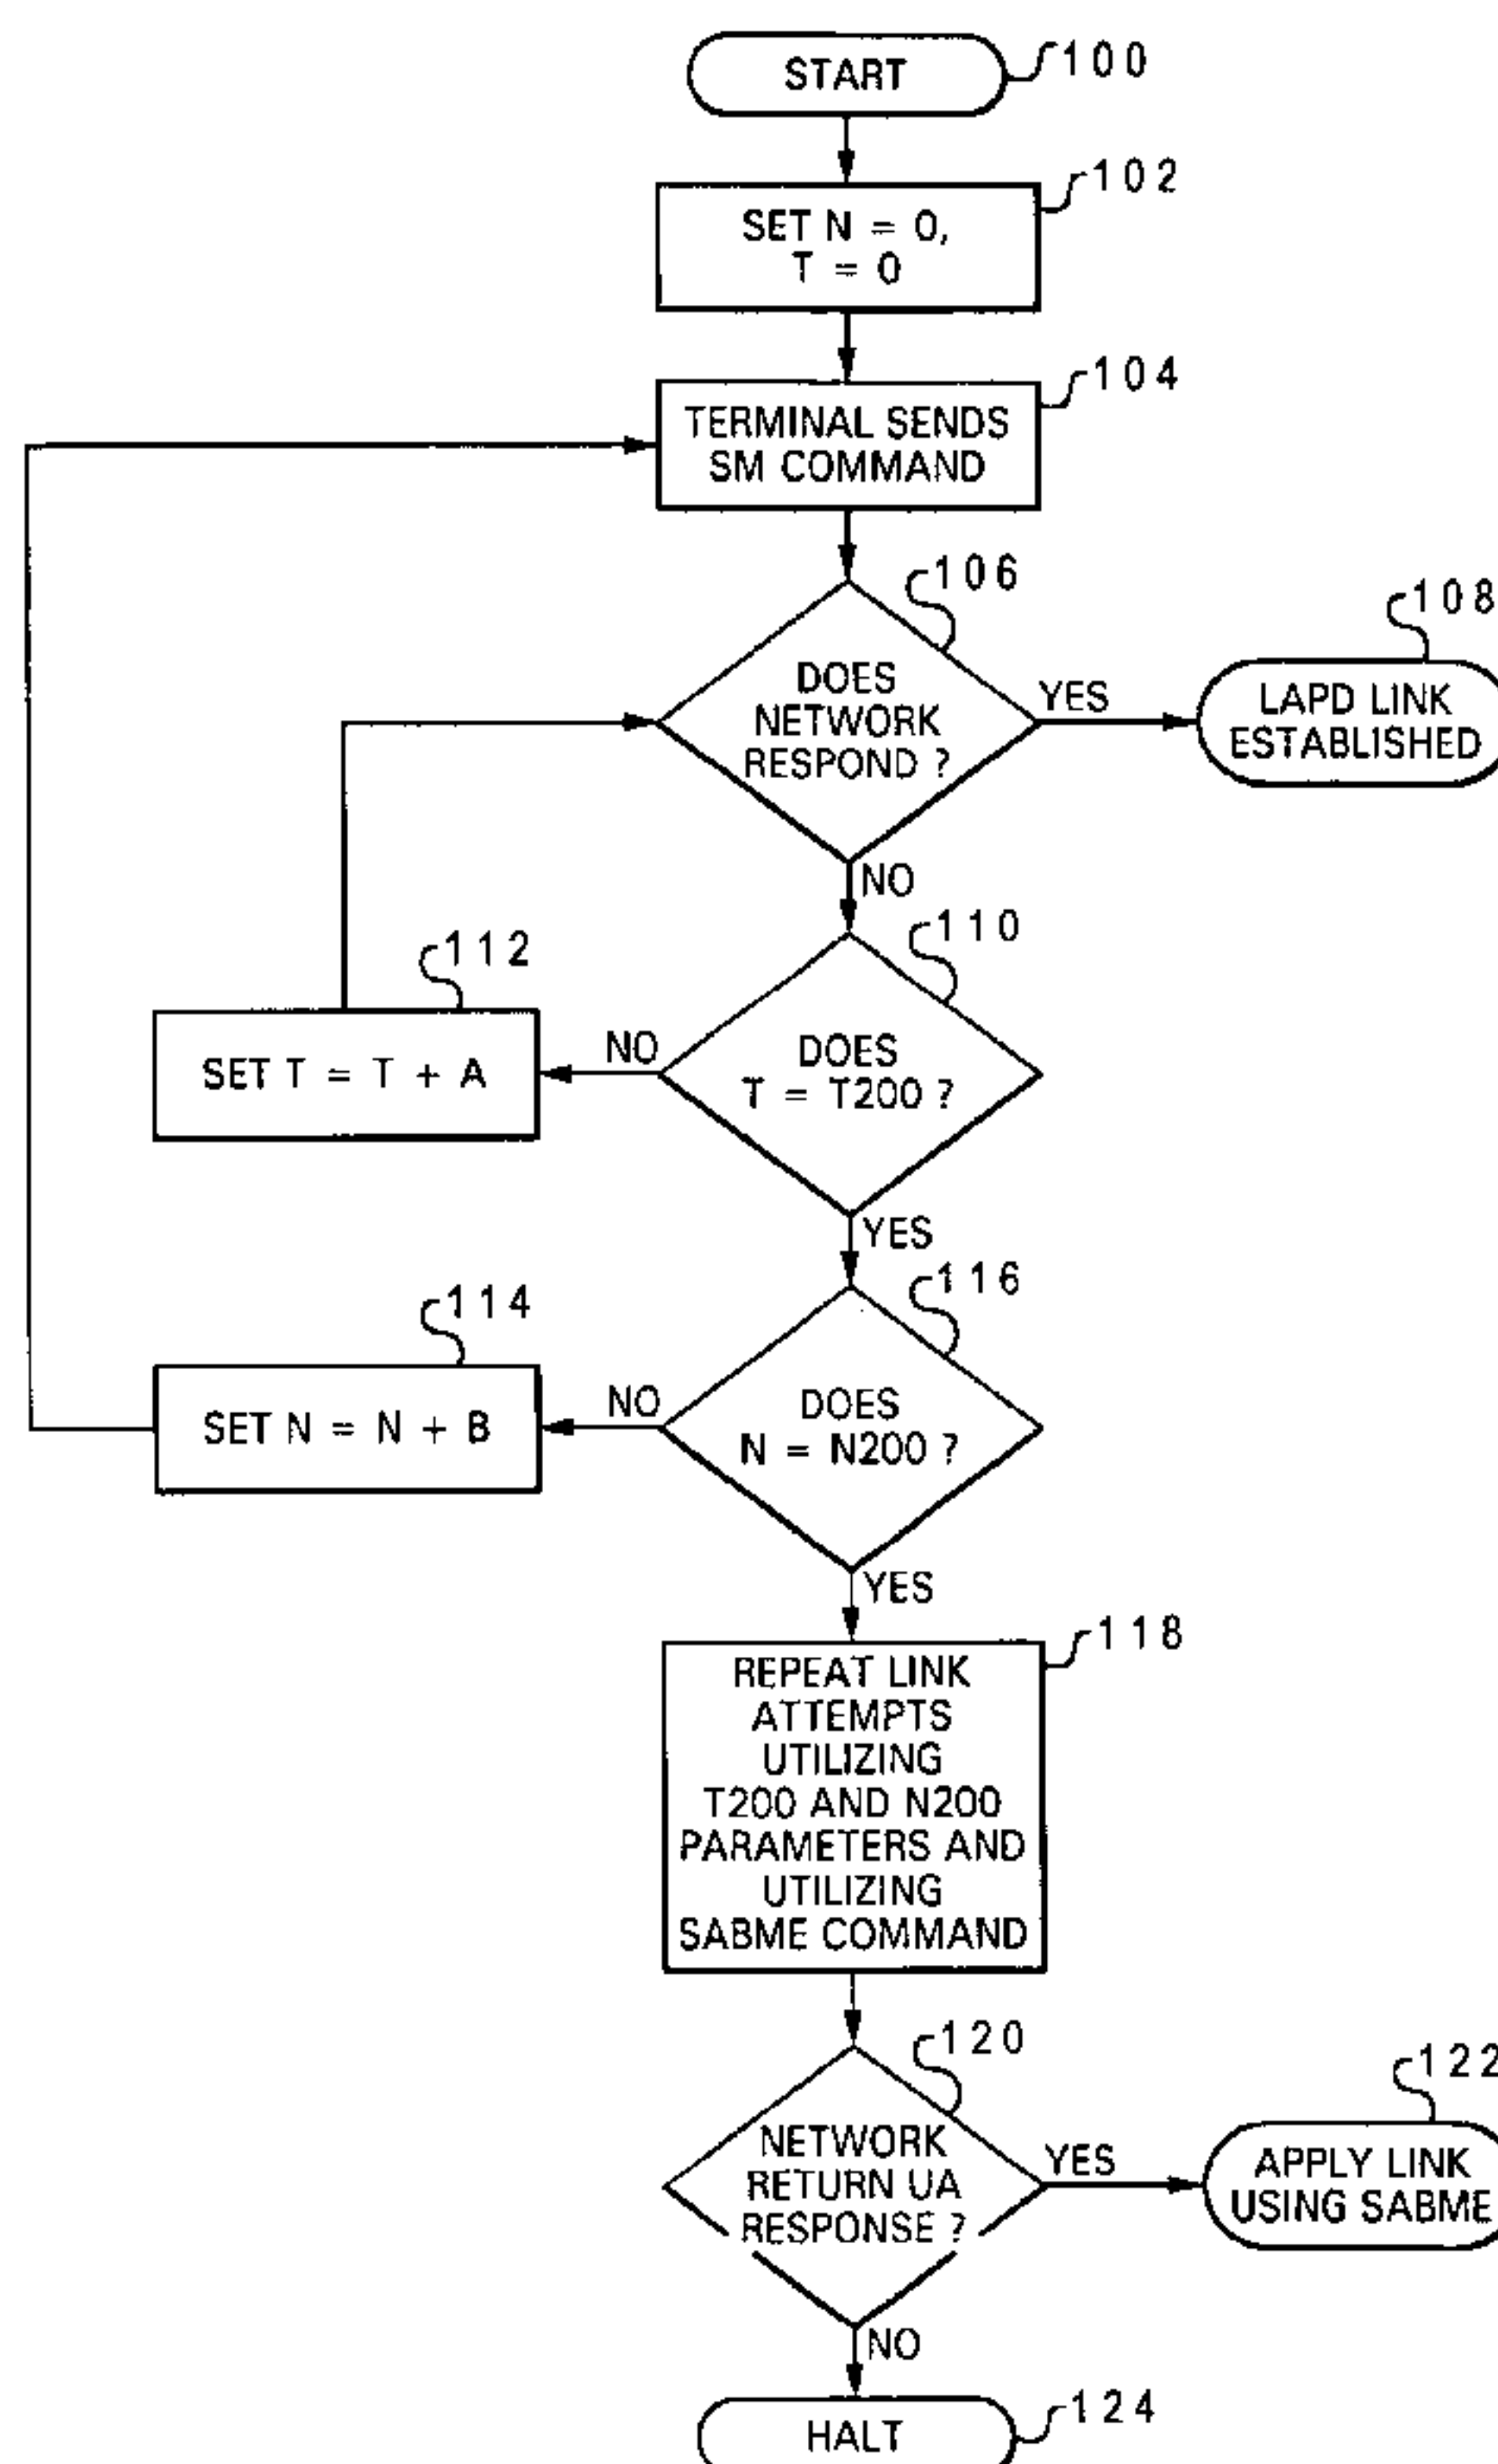 START
100
102
SET N = 0,
T = 0
104
TERMINAL SENDS
SM COMMAND
106
DOES
NETWORK
RESPOND ?
YES
108
LAPD LINK
ESTABLISHED
NO
110
112
DOES
T = T200 ?
NO
SET T = T + A
YES
116
114
DOES
N = N200 ?
NO
SET N = N + B
YES
118
REPEAT LINK
ATTEMPTS
UTILIZING
T200 AND N200
PARAMETERS AND
UTILIZING
SABME COMMAND
120
NETWORK
RETURN UA
RESPONSE ?
YES
122
APPLY LINK
USING SABME
NO
HALT
124